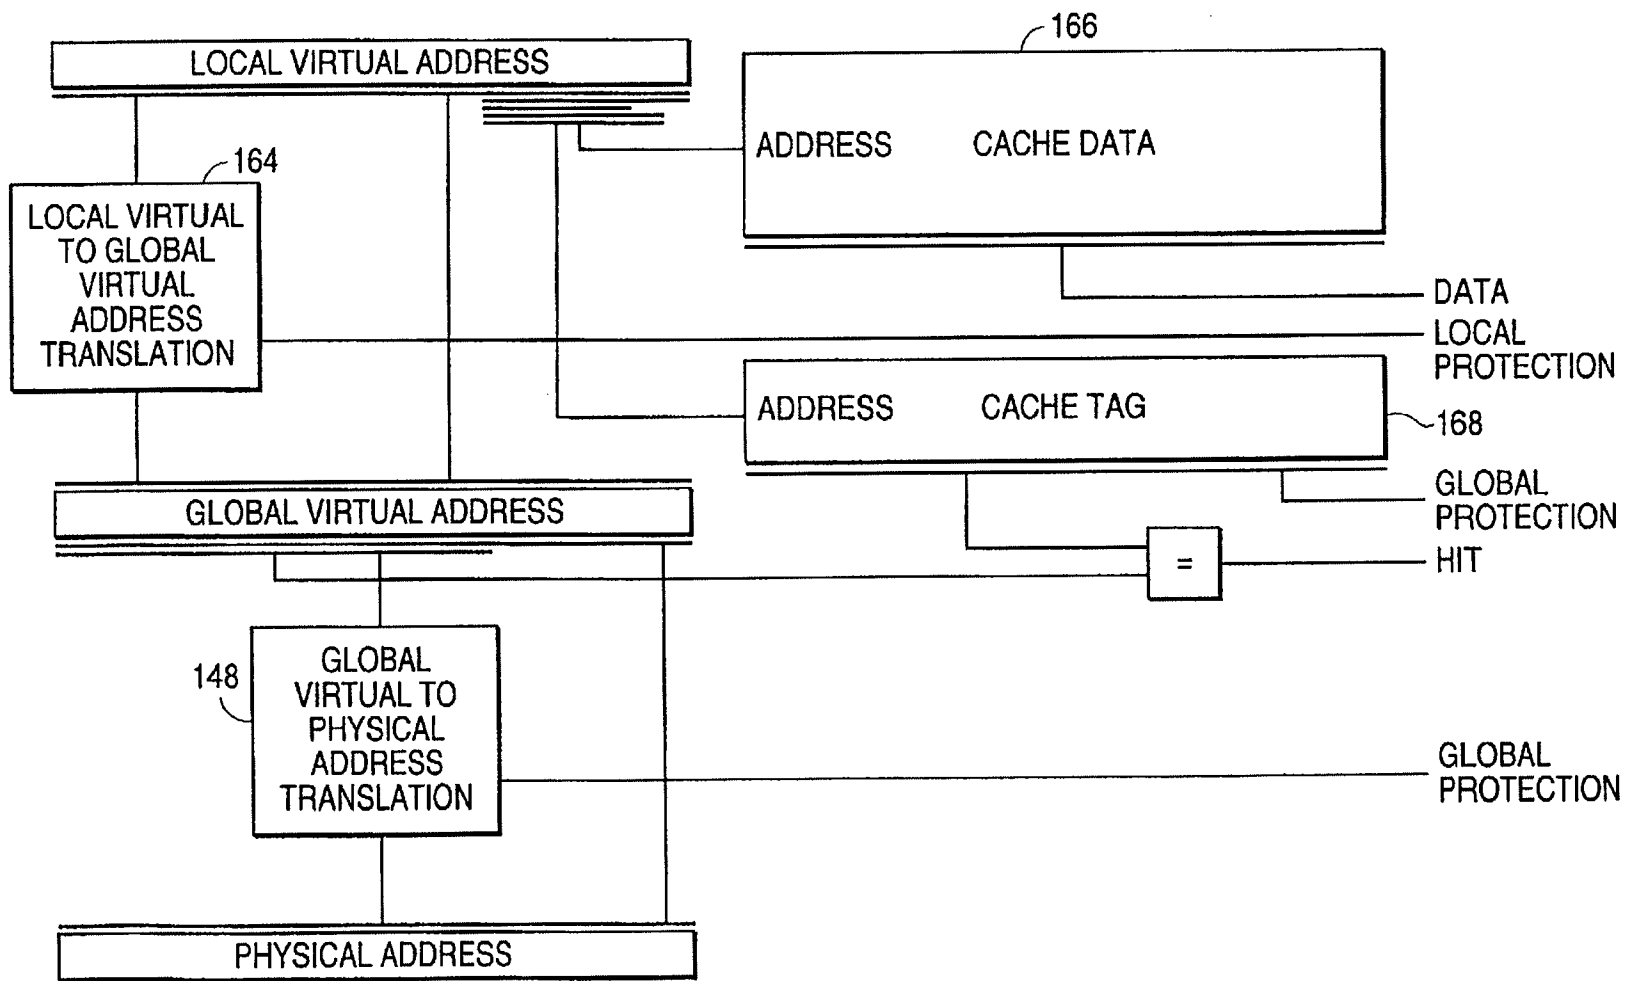 166
LOCAL VIRTUAL ADDRESS
ADDRESS CACHE DATA
164
LOCAL VIRTUAL
TO GLOBAL
VIRTUAL
ADDRESS
TRANSLATION
DATA
LOCAL
PROTECTION
ADDRESS CACHE TAG
168
GLOBAL
PROTECTION
GLOBAL VIRTUAL ADDRESS
=
HIT
148
GLOBAL
VIRTUAL TO
PHYSICAL
ADDRESS
TRANSLATION
GLOBAL
PROTECTION
PHYSICAL ADDRESS